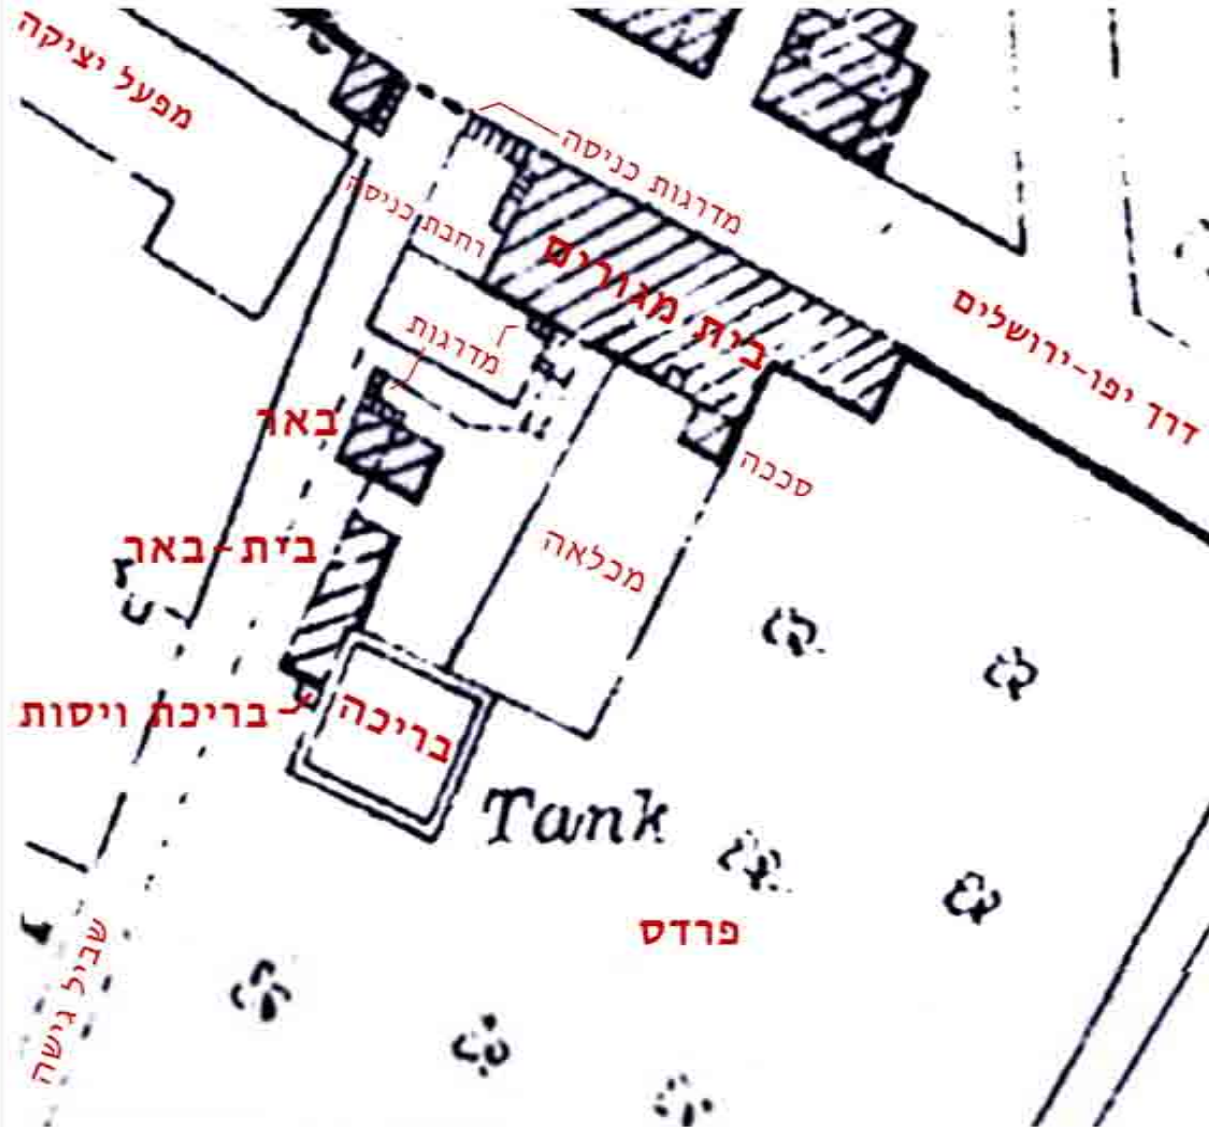 מפעל יציקה
מדרגות כניסה
רחבת כניסה
בית מגורים
דרך יפו-ירושלים
מדרגות
באר
סככה
מכלאה
בית-באר
בריכת ויסות
בריכה
Tank
פרדס
שביל גישה